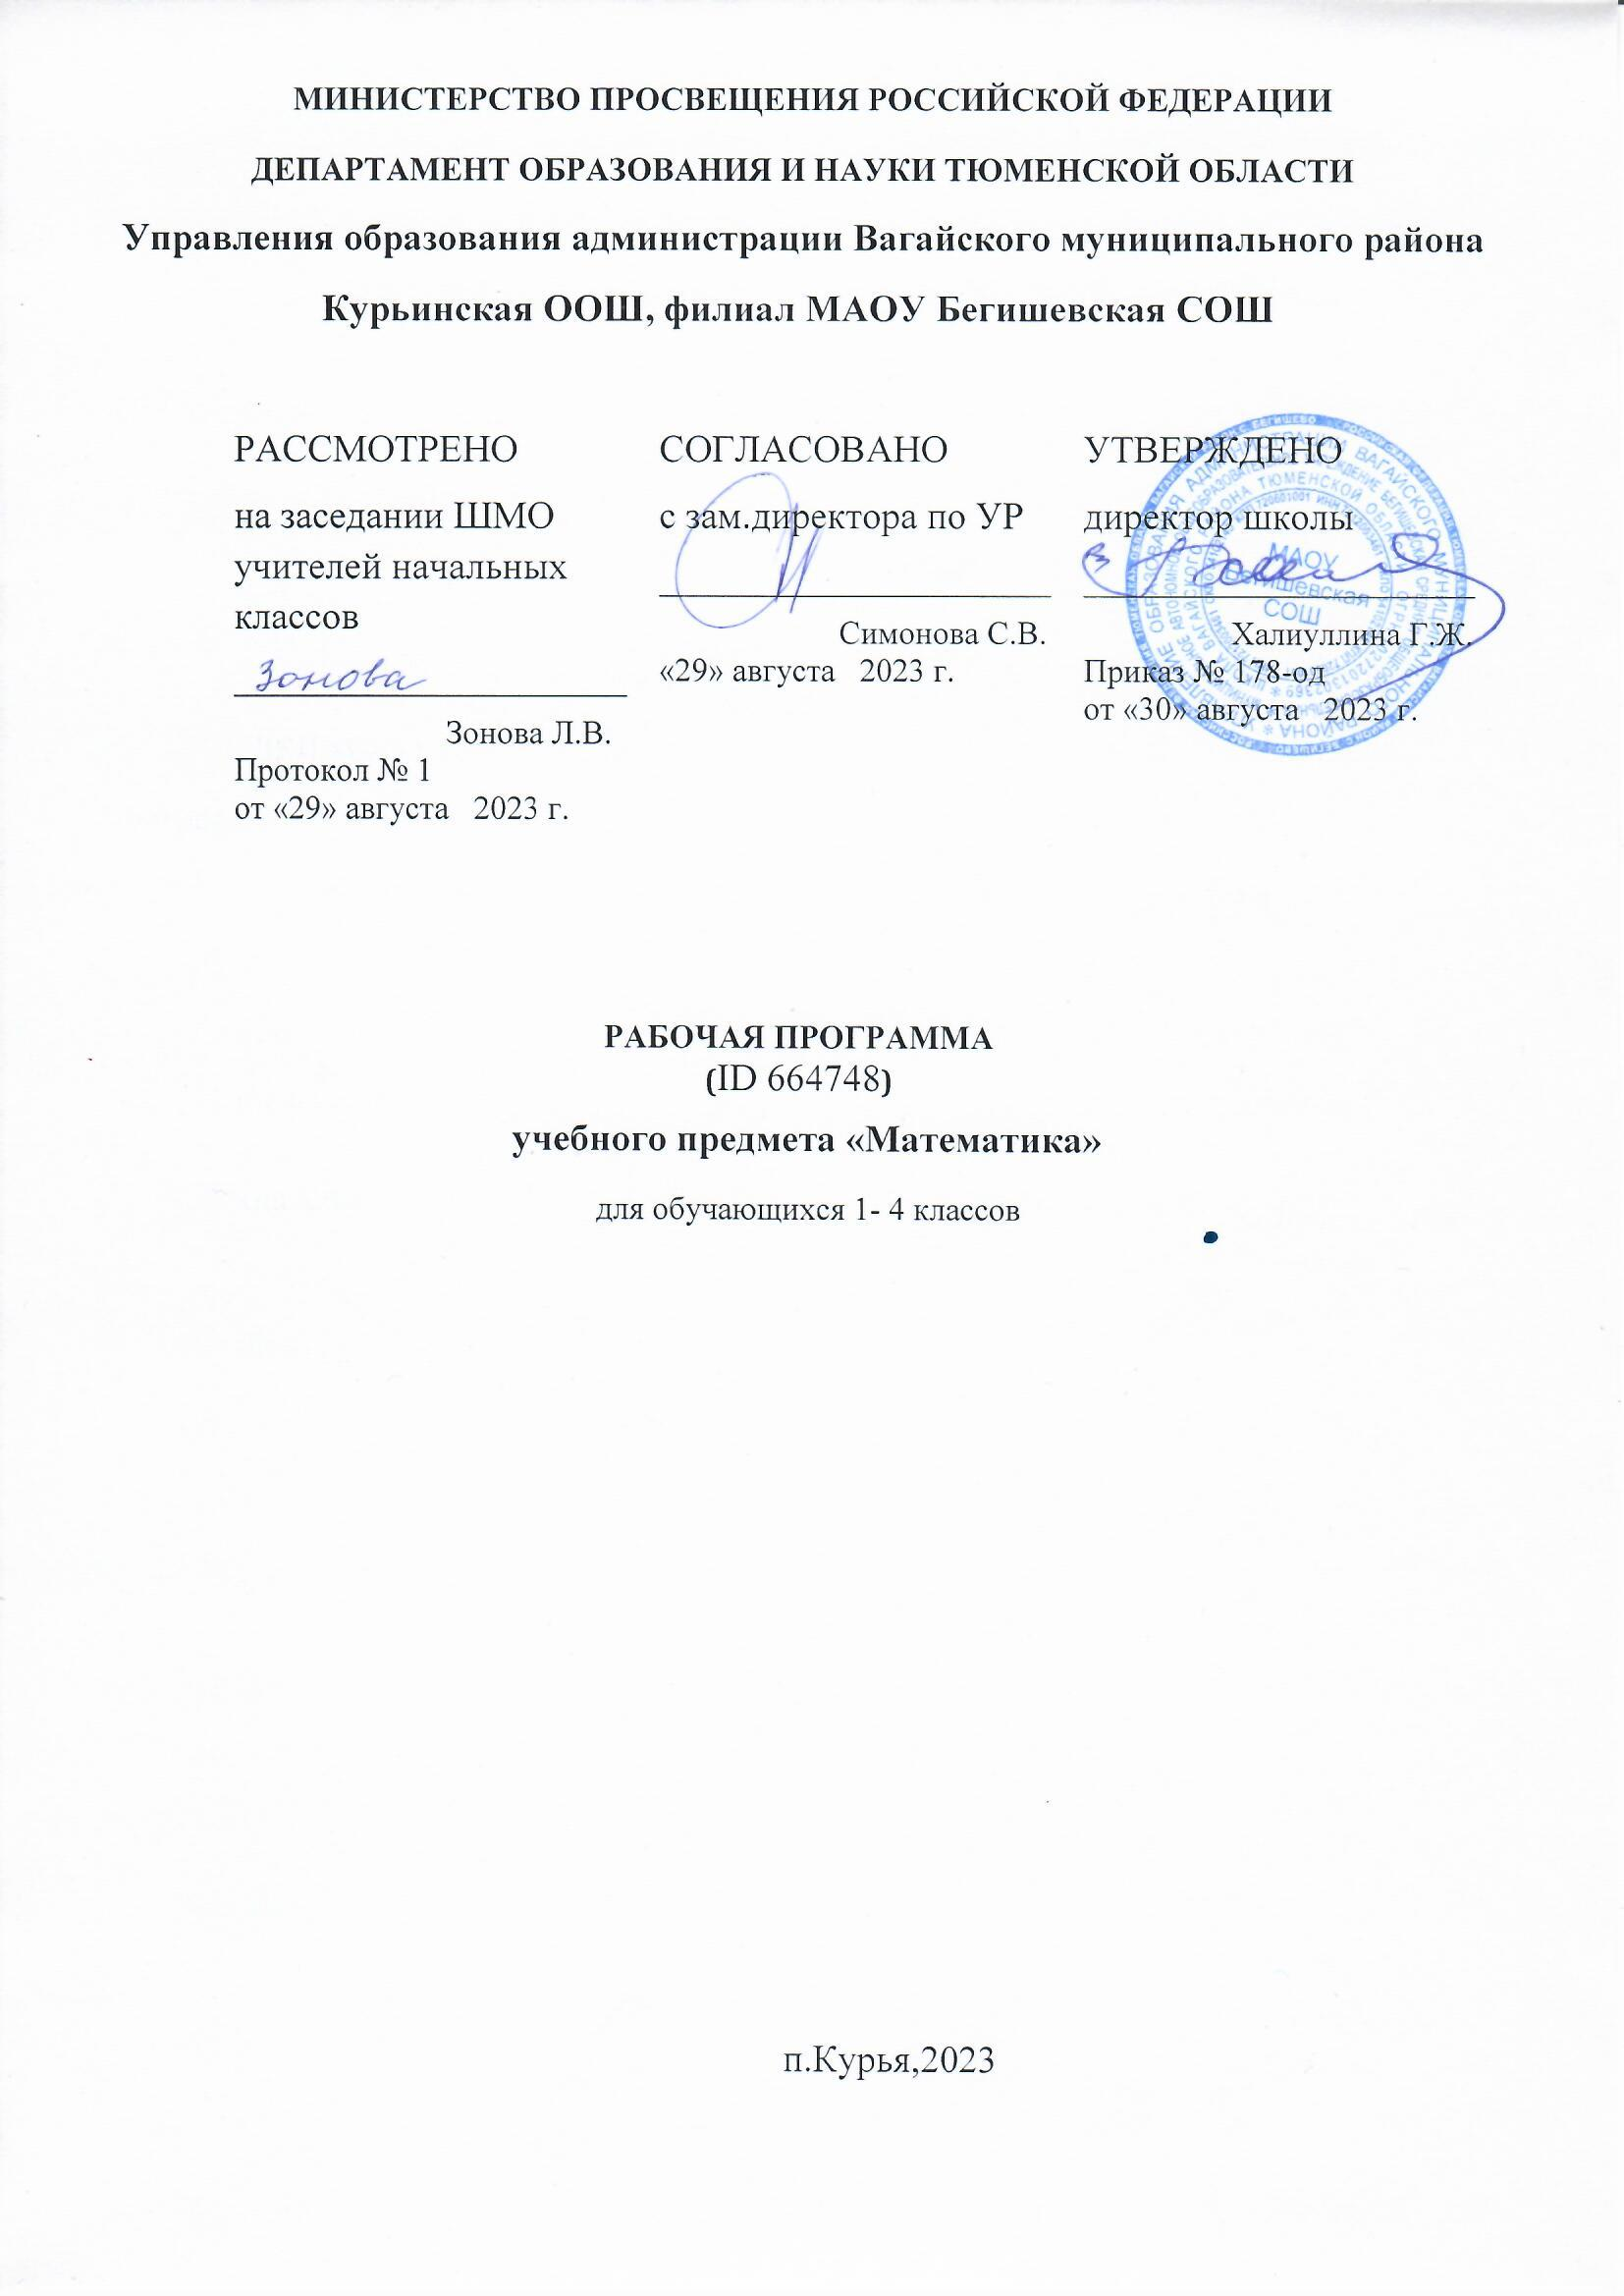 МИНИСТЕРСТВО ПРОСВЕЩЕНИЯ РОССИЙСКОЙ ФЕДЕРАЦИИ
ДЕПАРТАМЕНТ ОБРАЗОВАНИЯ И НАУКИ ТЮМЕНСКОЙ ОБЛАСТИ
Управления образования администрации Вагайского муниципального района
Курьинская ООШ, филиал МАОУ Бегишевская СОШ
РАССМОТРЕНО
на заседании ШМО
учителей начальных
классов
Зонова
Зонова Л.В.
Протокол № 1
от «29» августа 2023 г.
СОГЛАСОВАНО
с зам.директора по УР
Симонова С.В.
«29» августа 2023 г.
УТВЕРЖДЕНО
директор школы
МАОУ
Бегишевская
СОШ
Халиуллина Г.Ж.
Приказ № 178-од
от «30» августа 2023 г.
РАБОЧАЯ ПРОГРАММА
(ID 664748)
учебного предмета «Математика»
для обучающихся 1- 4 классов
п.Курья,2023